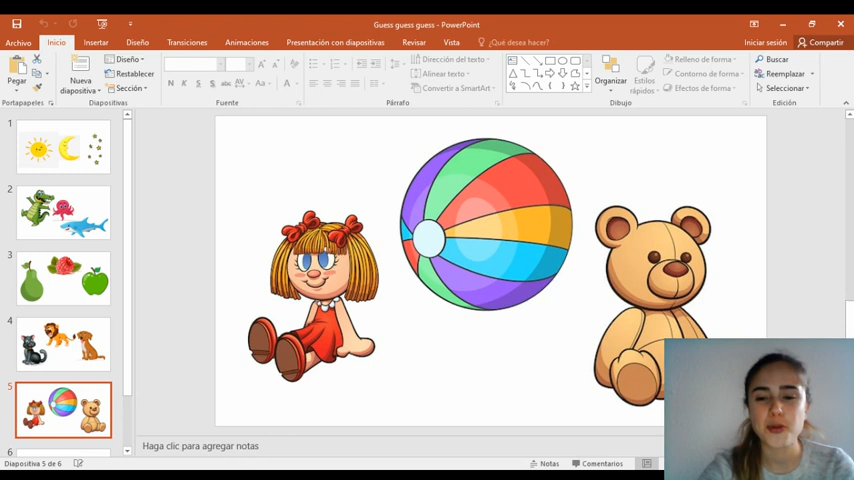 Guess guess guess - PowerPoint
Archivo Inicio Insertar Diseño Transiciones Animaciones Presentación con diapositivas Revisar Vista ¿Qué desea hacer? Iniciar sesión Compartir
Pegar
Nueva diapositiva
Diseño
Restablecer
Sección
N K S S abc AV Aa A
Dirección del texto
Alinear texto
Convertir a SmartArt
Organizar
Estilos rápidos
Relleno de forma
Contorno de forma
Efectos de forma
Buscar
Reemplazar
Seleccionar
Portapapeles Diapositivas Fuente Párrafo Dibujo Edición
1
2
3
4
5
6
Haga clic para agregar notas
Diapositiva 5 de 6 Notas Comentarios